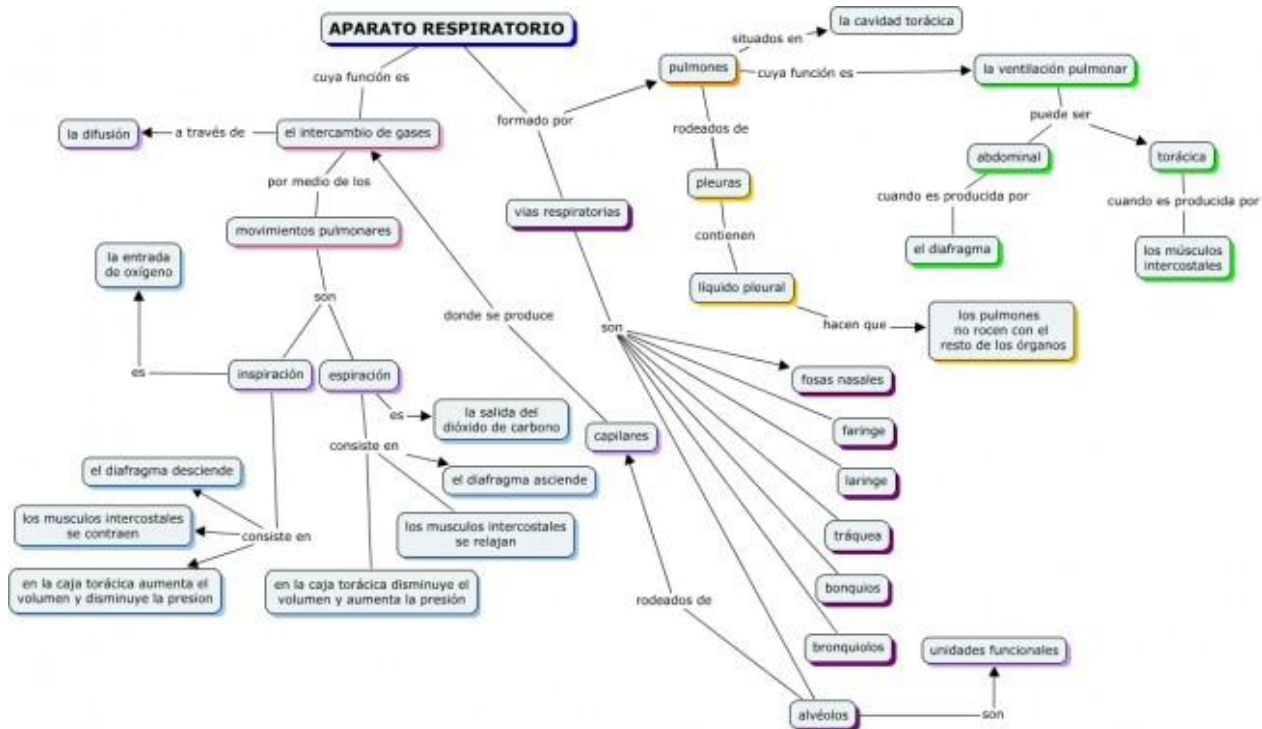 APARATO RESPIRATORIO
cuya función es
el intercambio de gases
a través de
la difusión
por medio de los
movimientos pulmonares
son
inspiración
es
la entrada
de oxígeno
consiste en
el diafragma desciende
los musculos intercostales
se contraen
en la caja torácica aumenta el
volumen y disminuye la presion
espiración
es
la salida del
dióxido de carbono
consiste en
el diafragma asciende
los musculos intercostales
se relajan
en la caja torácica disminuye el
volumen y aumenta la presión
formado por
pulmones
situados en
la cavidad torácica
cuya función es
la ventilación pulmonar
puede ser
abdominal
cuando es producida por
el diafragma
torácica
cuando es producida por
los músculos
intercostales
rodeados de
pleuras
contienen
líquido pleural
hacen que
los pulmones
no rocen con el
resto de los órganos
vias respiratorias
son
fosas nasales
faringe
laringe
tráquea
bonquios
bronquiolos
alvéolos
son
unidades funcionales
rodeados de
capilares
donde se produce